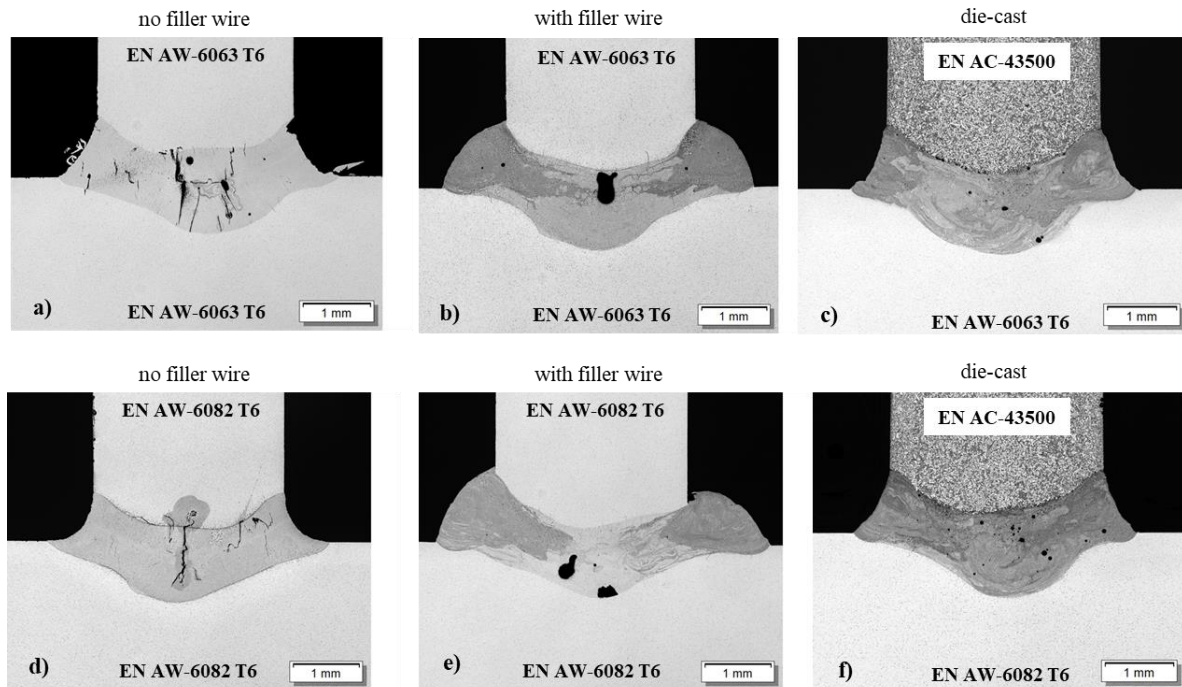 no filler wire
with filler wire
die-cast
EN AW-6063 T6
EN AW-6063 T6
EN AC-43500
a)
EN AW-6063 T6
1 mm
b)
EN AW-6063 T6
1 mm
c)
EN AW-6063 T6
1 mm
no filler wire
with filler wire
die-cast
EN AW-6082 T6
EN AW-6082 T6
EN AC-43500
d)
EN AW-6082 T6
1 mm
e)
EN AW-6082 T6
1 mm
f)
EN AW-6082 T6
1 mm